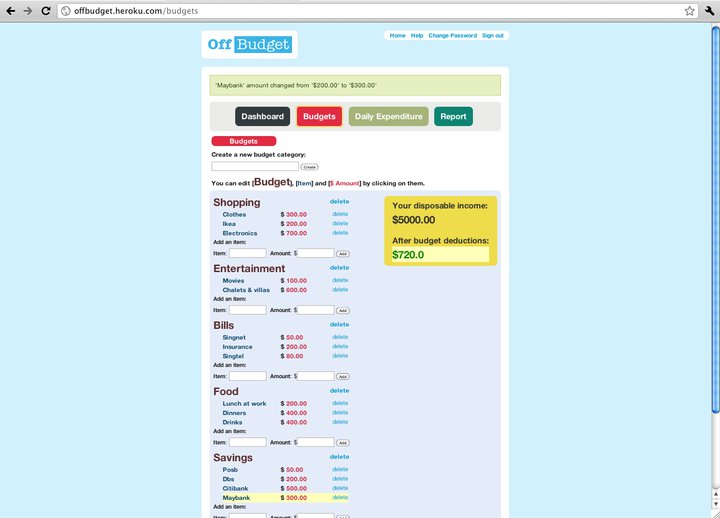 offbudget.heroku.com/budgets
Off Budget
Home Help Change Password Sign out
'Maybank' amount changed from '$200.00' to '$300.00'
Dashboard Budgets Daily Expenditure Report
Budgets
Create a new budget category:
Create
You can edit [Budget], [Item] and [$ Amount] by clicking on them.
Shopping delete
Clothes $ 300.00 delete
Ikea $ 200.00 delete
Electronics $ 700.00 delete
Add an item:
Item: Amount: $ Add
Entertainment delete
Movies $ 100.00 delete
Chalets & villas $ 600.00 delete
Add an item:
Item: Amount: $ Add
Bills delete
Singnet $ 50.00 delete
Insurance $ 200.00 delete
Singtel $ 80.00 delete
Add an item:
Item: Amount: $ Add
Food delete
Lunch at work $ 200.00 delete
Dinners $ 400.00 delete
Drinks $ 400.00 delete
Add an item:
Item: Amount: $ Add
Savings delete
Posb $ 50.00 delete
Dbs $ 200.00 delete
Citibank $ 500.00 delete
Maybank $ 300.00 delete
Add an item:
Item: Amount: $ Add
Your disposable income:
$5000.00
After budget deductions:
$720.0